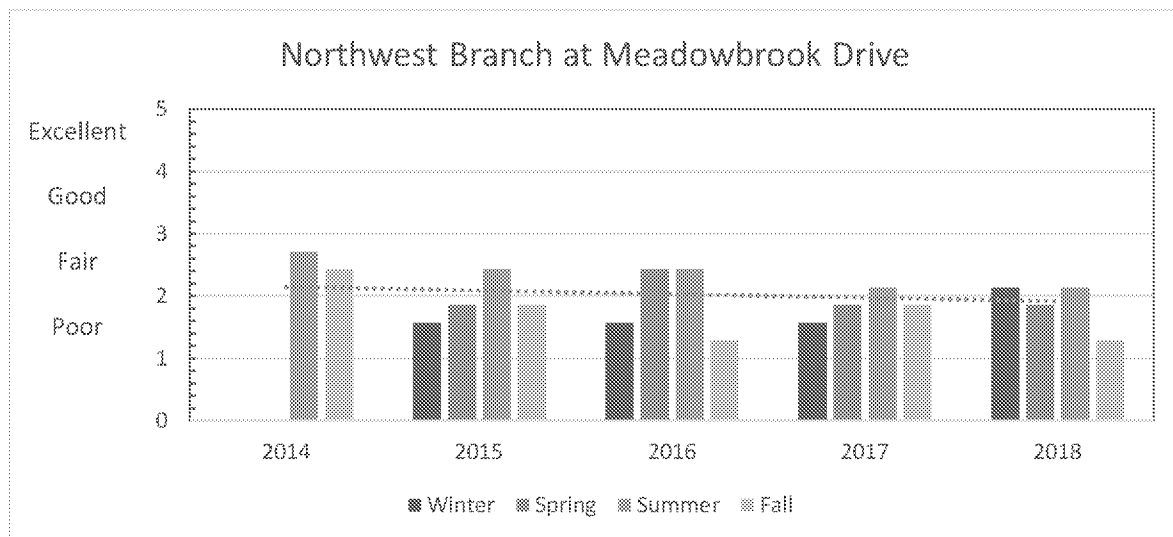 Northwest Branch at Meadowbrook Drive
5
Excellent
4
Good
3
Fair
2
Poor
1
0
2014 2015 2016 2017 2018
Winter Spring Summer Fall